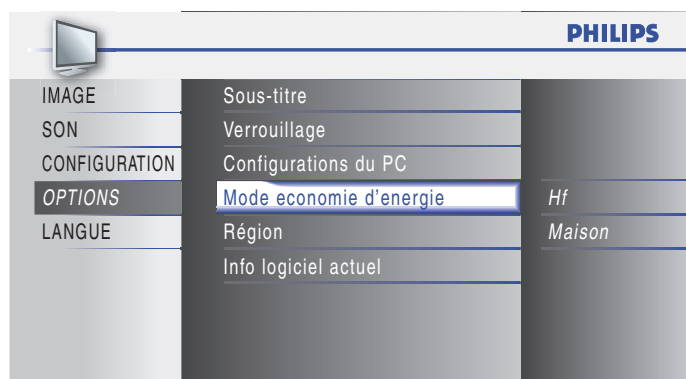 PHILIPS
IMAGE
SON
CONFIGURATION
OPTIONS
LANGUE
Sous-titre
Verrouillage
Configurations du PC
Mode economie d'energie
Région
Info logiciel actuel
Hf
Maison